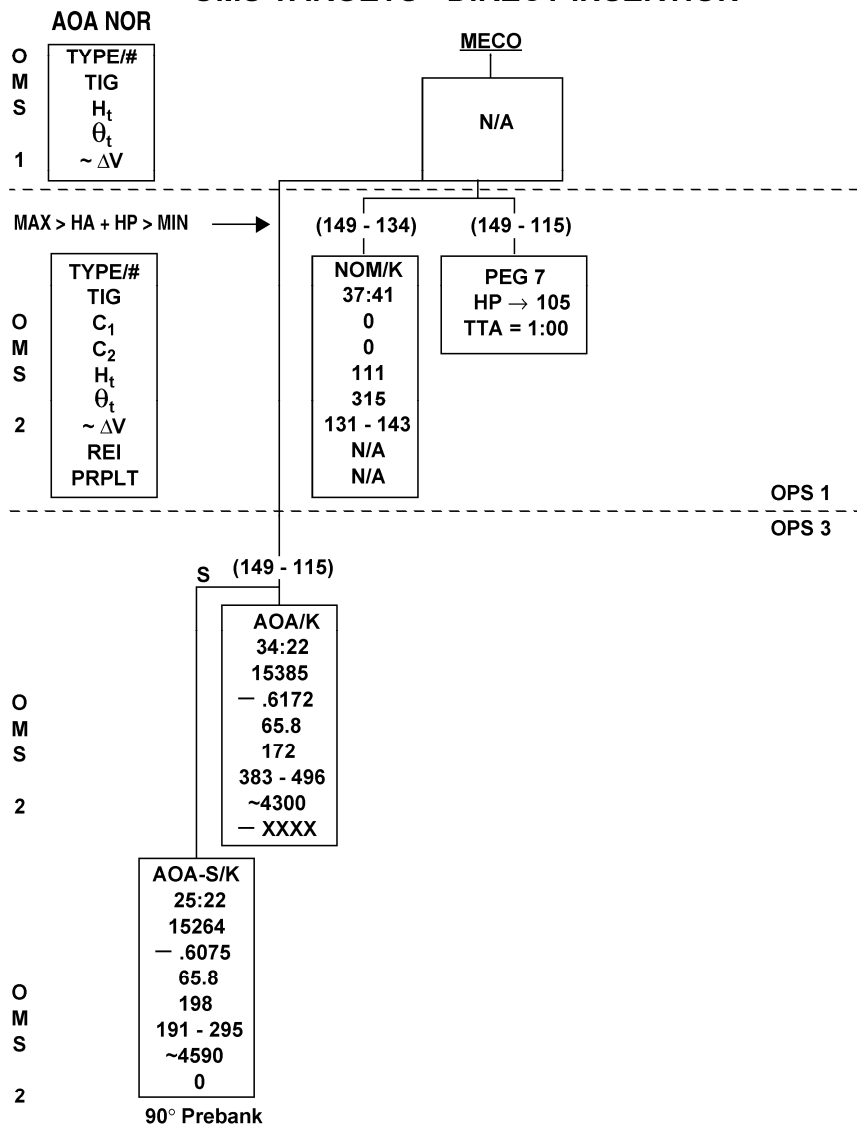 AOA NOR
MECO
O
M
S
1
TYPE/#
TIG
Ht
θt
~ ΔV
N/A
MAX > HA + HP > MIN
(149 - 134)
(149 - 115)
O
M
S
2
TYPE/#
TIG
C1
C2
Ht
θt
~ ΔV
REI
PRPLT
NOM/K
37:41
0
0
111
315
131 - 143
N/A
N/A
PEG 7
HP → 105
TTA = 1:00
OPS 1
OPS 3
S
(149 - 115)
O
M
S
2
AOA/K
34:22
15385
— .6172
65.8
172
383 - 496
~4300
— XXXX
O
M
S
2
AOA-S/K
25:22
15264
— .6075
65.8
198
191 - 295
~4590
0
90° Prebank